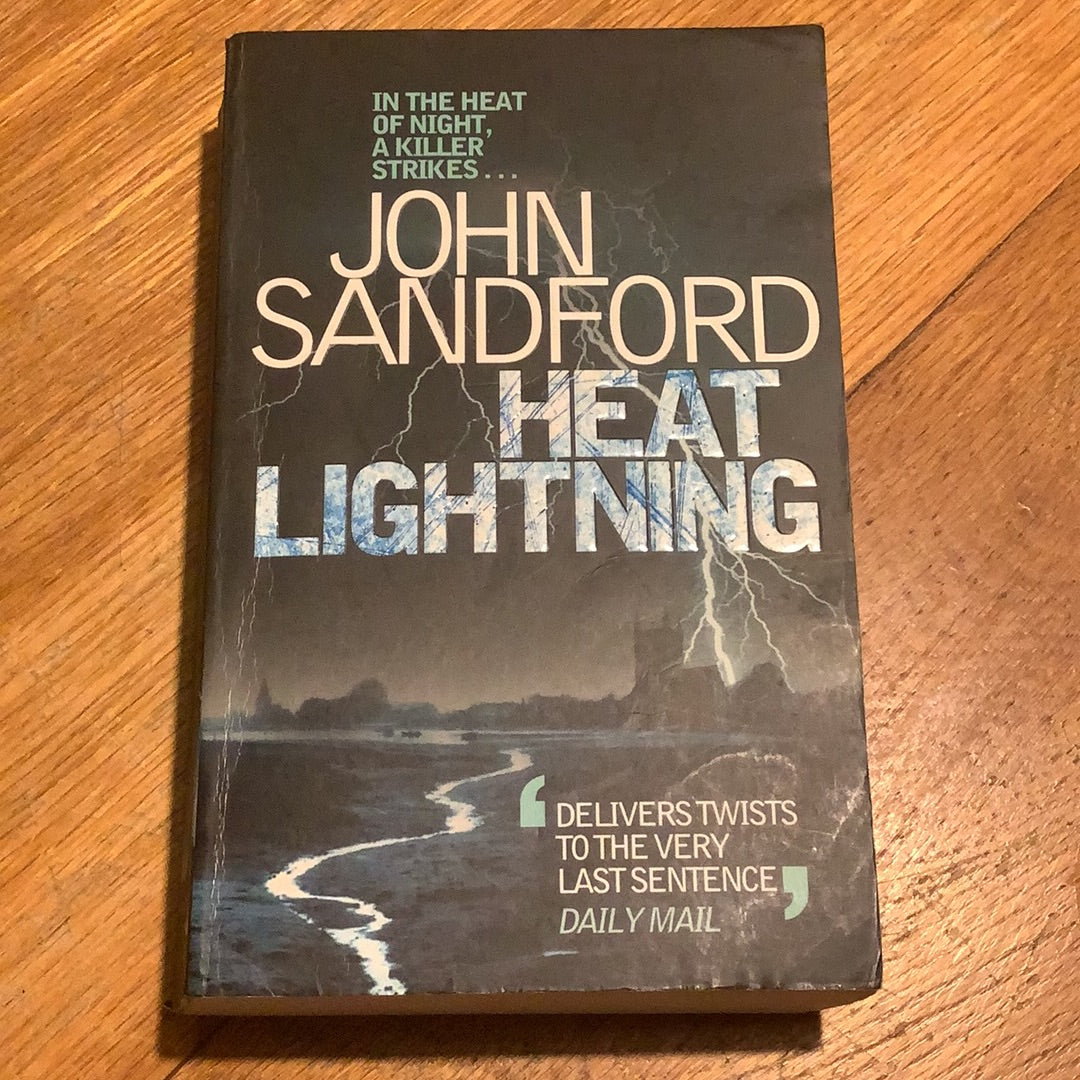 IN THE HEAT
OF NIGHT,
A KILLER
STRIKES...
JOHN
SANDFORD
HEAT
LIGHTNING
‘DELIVERS TWISTS
TO THE VERY
LAST SENTENCE’
DAILY MAIL